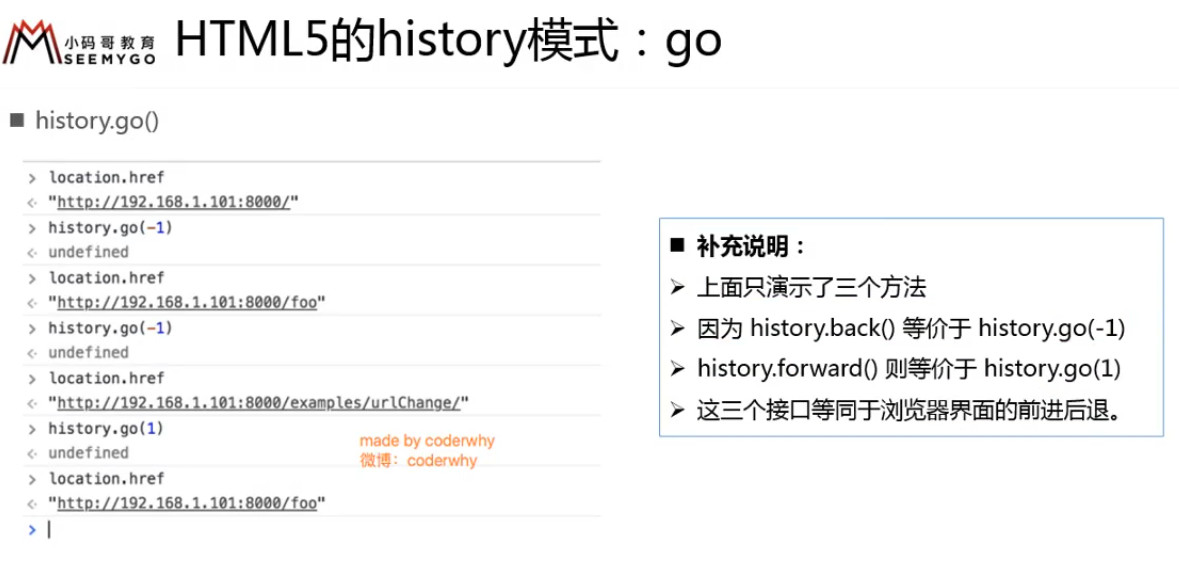 小码哥教育
SEEMYGO
HTML5的history模式：go
■ history.go()
> location.href
<· "http://192.168.1.101:8000/"
> history.go(-1)
<· undefined
> location.href
<· "http://192.168.1.101:8000/foo"
> history.go(-1)
<· undefined
> location.href
<· "http://192.168.1.101:8000/examples/urlChange/"
> history.go(1)
<· undefined
> location.href
<· "http://192.168.1.101:8000/foo"
>
made by coderwhy
微博：coderwhy
■ 补充说明：
➢ 上面只演示了三个方法
➢ 因为 history.back() 等价于 history.go(-1)
➢ history.forward() 则等价于 history.go(1)
➢ 这三个接口等同于浏览器界面的前进后退。